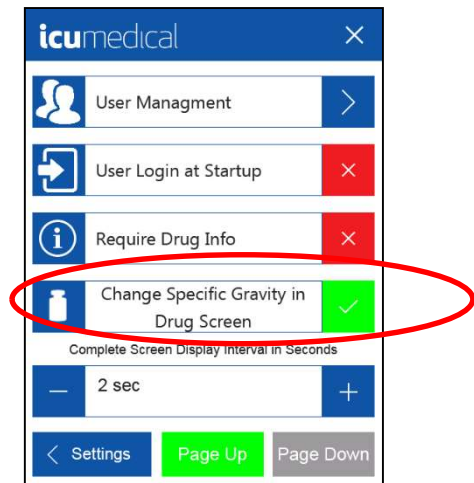 icumedical
User Managment
User Login at Startup
Require Drug Info
Change Specific Gravity in
Drug Screen
Complete Screen Display Interval in Seconds
2 sec
Settings Page Up Page Down